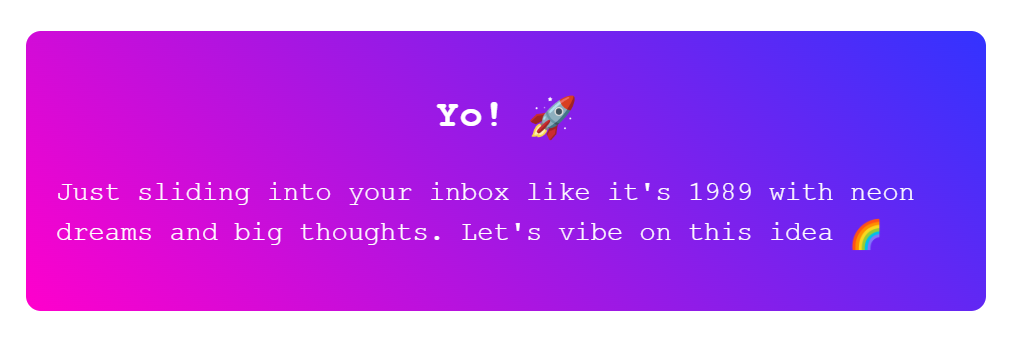 Yo! 🚀
Just sliding into your inbox like it's 1989 with neon
dreams and big thoughts. Let's vibe on this idea 🌈